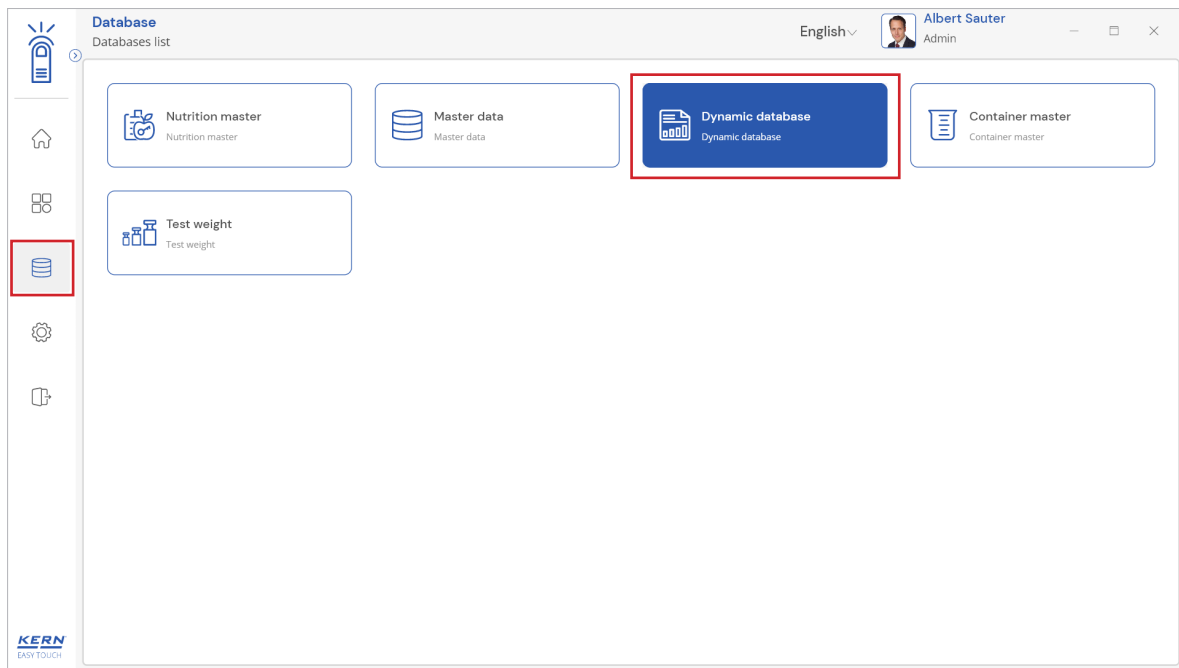 Database
Databases list
English
Albert Sauter
Admin
Nutrition master
Nutrition master
Master data
Master data
Dynamic database
Dynamic database
Container master
Container master
Test weight
Test weight
KERN
EASY TOUCH